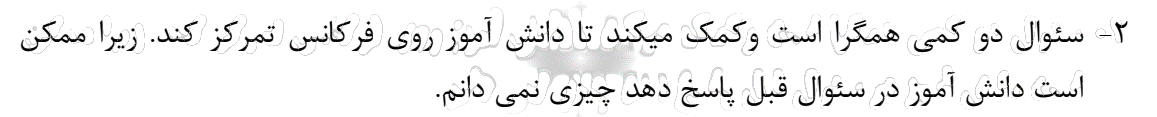 ۲- سئوال دو کمی همگرا است وکمک میکند تا دانش آموز روی فرکانس تمرکز کند. زیرا ممکن
است دانش آموز در سئوال قبل پاسخ دهد چیزی نمی دانم.